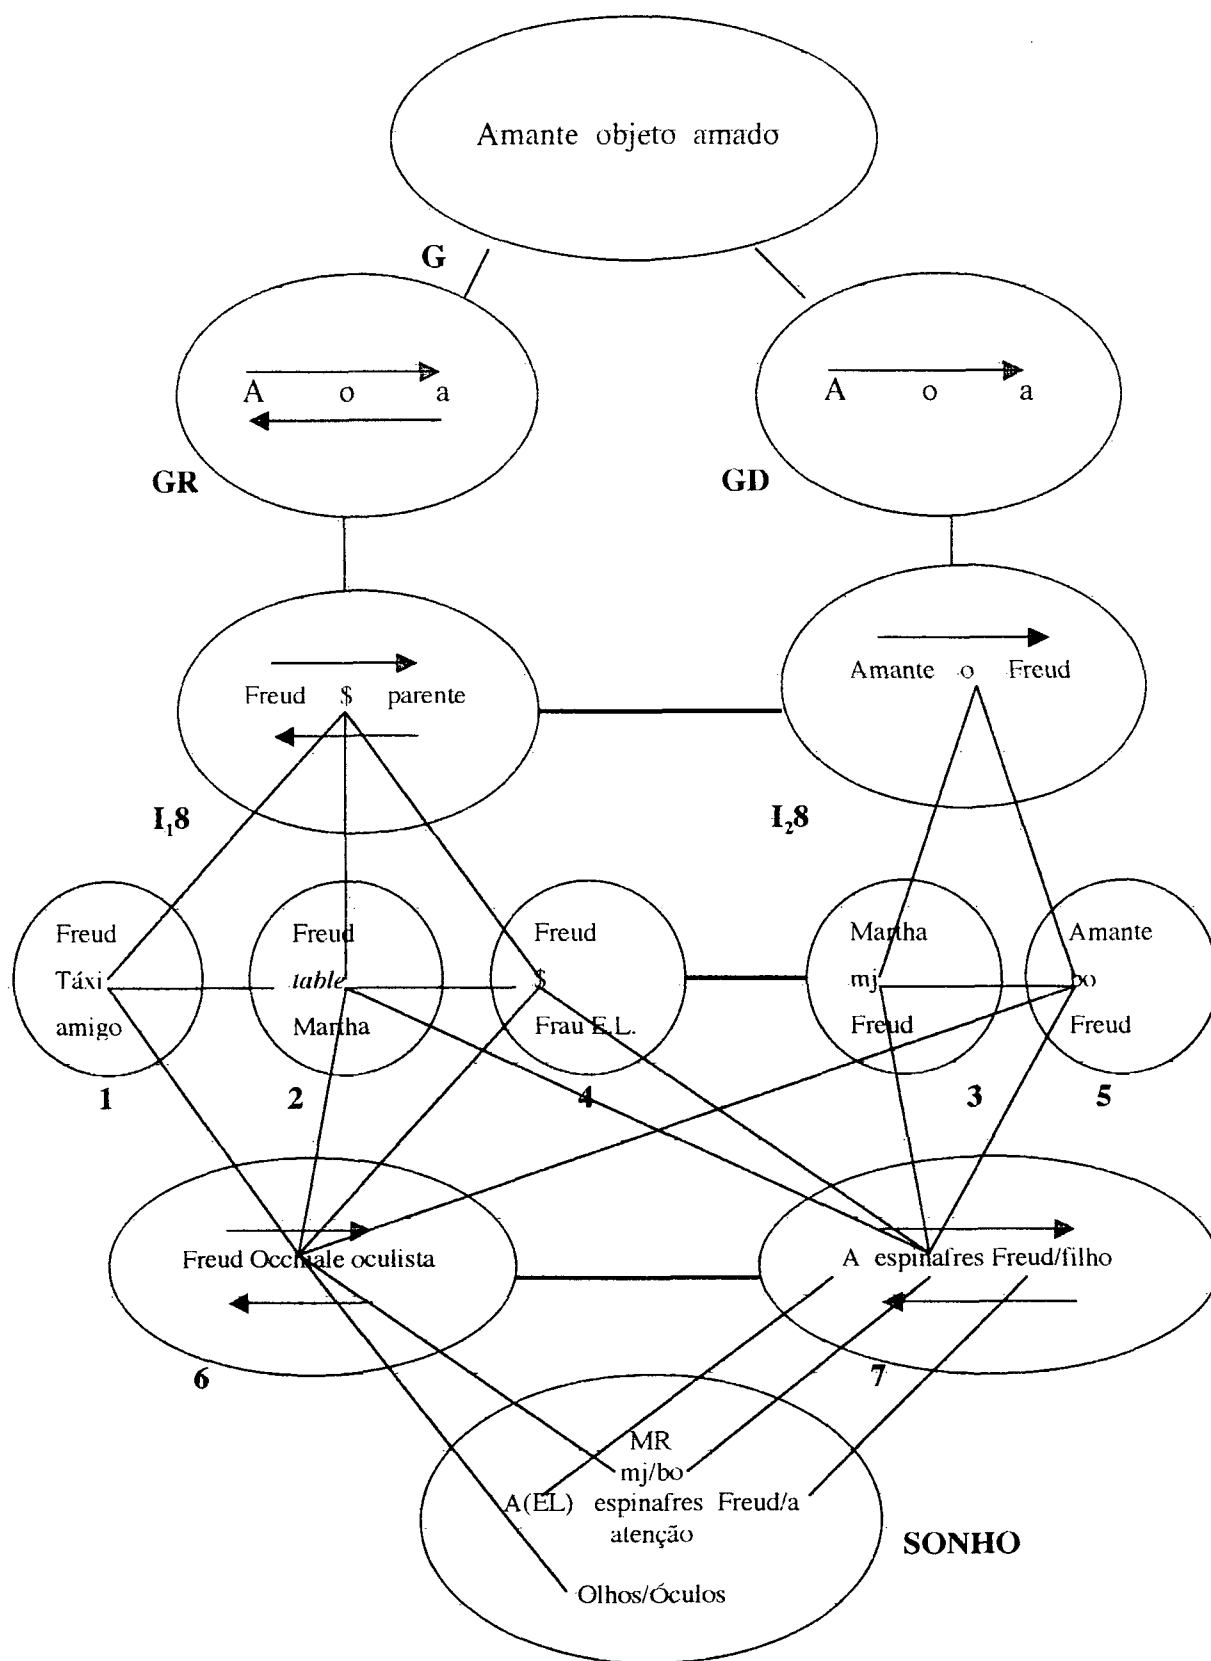 Amante objeto amado
G
A o a
GR
A o a
GD
Freud $ parente
I₁8
Amante o Freud
I₂8
Freud
Táxi
amigo
1
Freud
table
Martha
2
Freud
$
Frau E.L.
4
Martha
mj
Freud
3
Amante
bo
Freud
5
Freud Occhiale oculista
6
A espinafres Freud/filho
7
MR
mj/bo
A(EL) espinafres Freud/a
atenção
Olhos/Óculos
SONHO